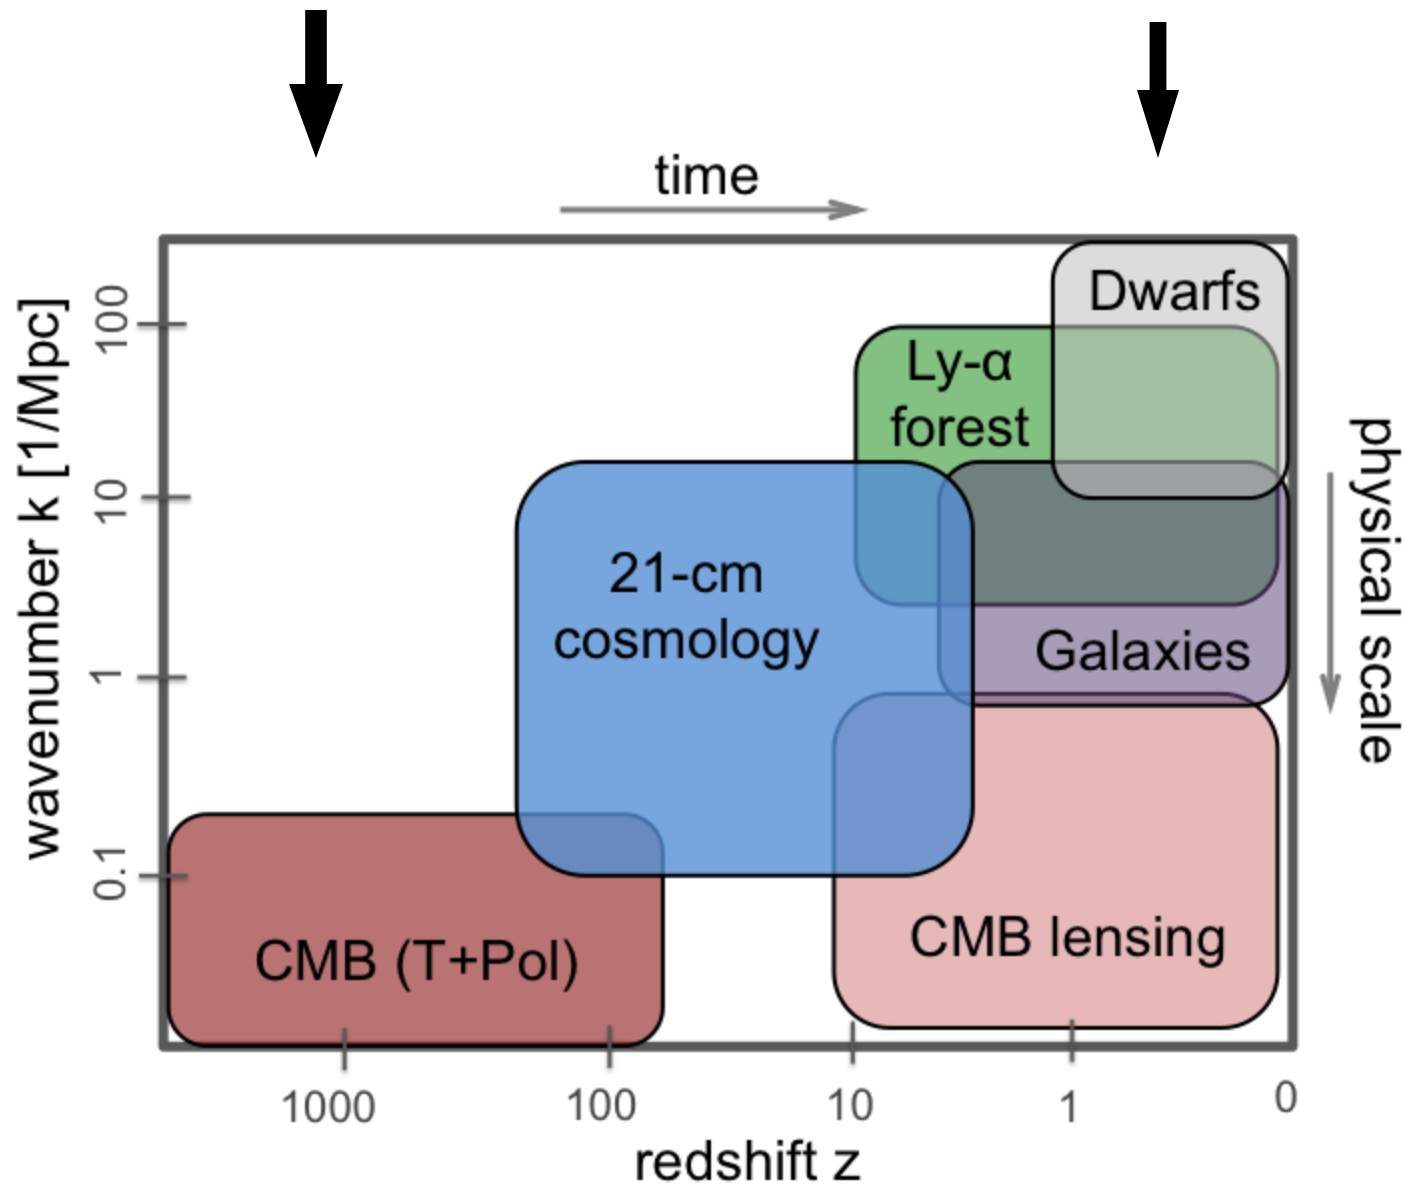 time
wavenumber k [1/Mpc]
100
10
1
0.1
Dwarfs
Ly-α
forest
21-cm
cosmology
Galaxies
CMB (T+Pol)
CMB lensing
physical scale
1000
100
10
1
0
redshift z